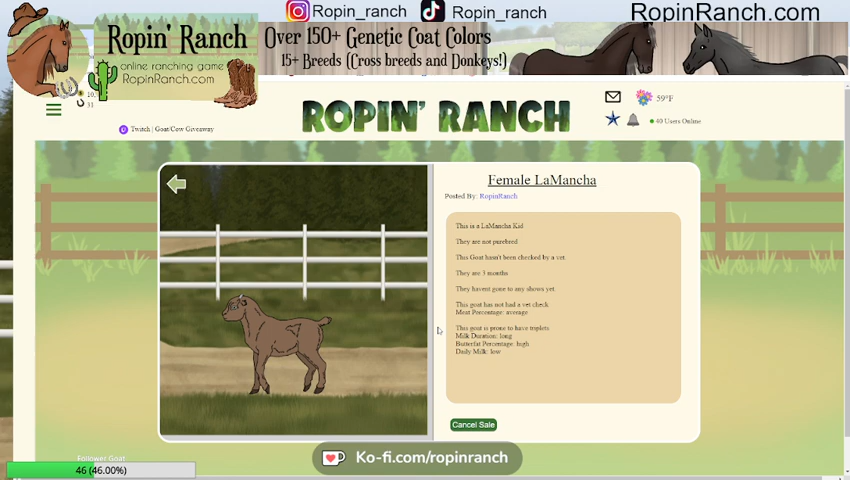 Ropin_ranch
Ropin_ranch
RopinRanch.com
Ropin' Ranch
online ranching game
RopinRanch.com
Over 150+ Genetic Coat Colors
15+ Breeds (Cross breeds and Donkeys!)
31
Twitch | Goat/Cow Giveaway
ROPIN' RANCH
59°F
40 Users Online
Female LaMancha
Posted By: RopinRanch
This is a LaMancha Kid
They are not purebred
This Goat hasn't been checked by a vet
They are 3 months
They havent gone to any shows yet.
This goat has not had a vet check
Meat Percentage: average
This goat is prone to have triplets
Milk Duration: long
Butterfat Percentage: high
Daily Milk: low
Cancel Sale
Follower Goat
46 (46.00%)
Ko-fi.com/ropinranch